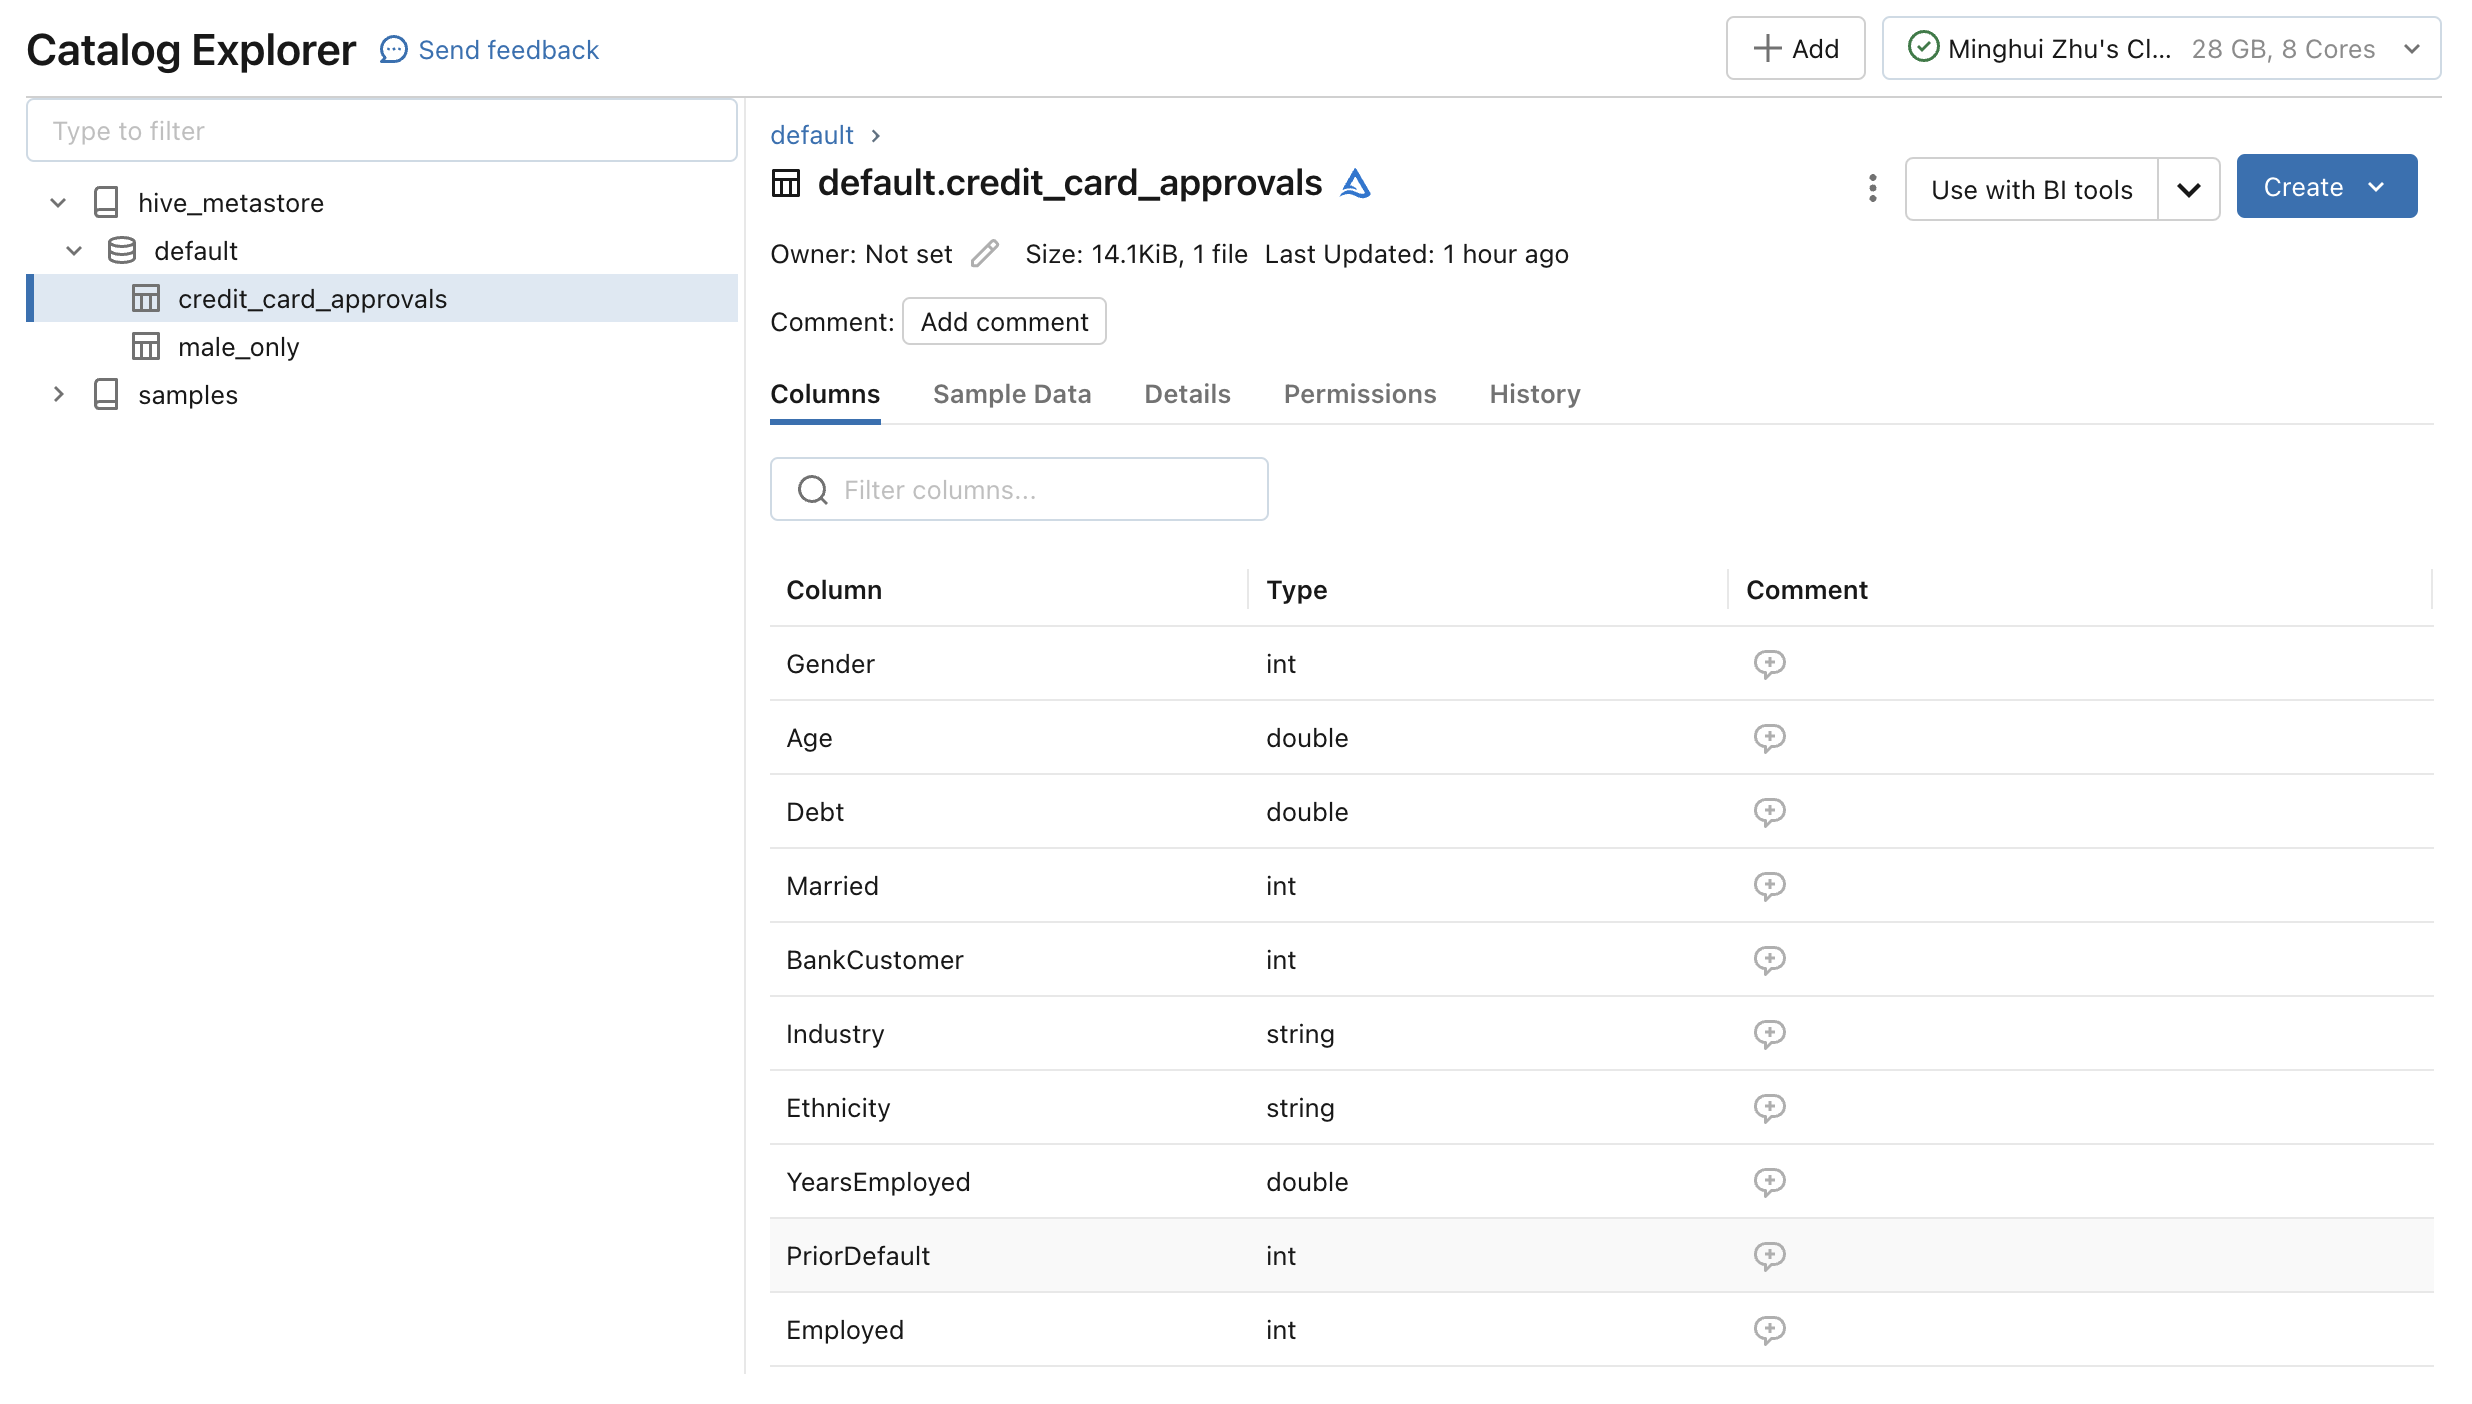 Catalog Explorer Send feedback
Add Minghui Zhu's Cl... 28 GB, 8 Cores
Type to filter
hive_metastore
default
credit_card_approvals
male_only
samples
default
default.credit_card_approvals
Use with BI tools Create
Owner: Not set Size: 14.1KiB, 1 file Last Updated: 1 hour ago
Comment: Add comment
Columns Sample Data Details Permissions History
Filter columns...
Column Type Comment
Gender int
Age double
Debt double
Married int
BankCustomer int
Industry string
Ethnicity string
YearsEmployed double
PriorDefault int
Employed int